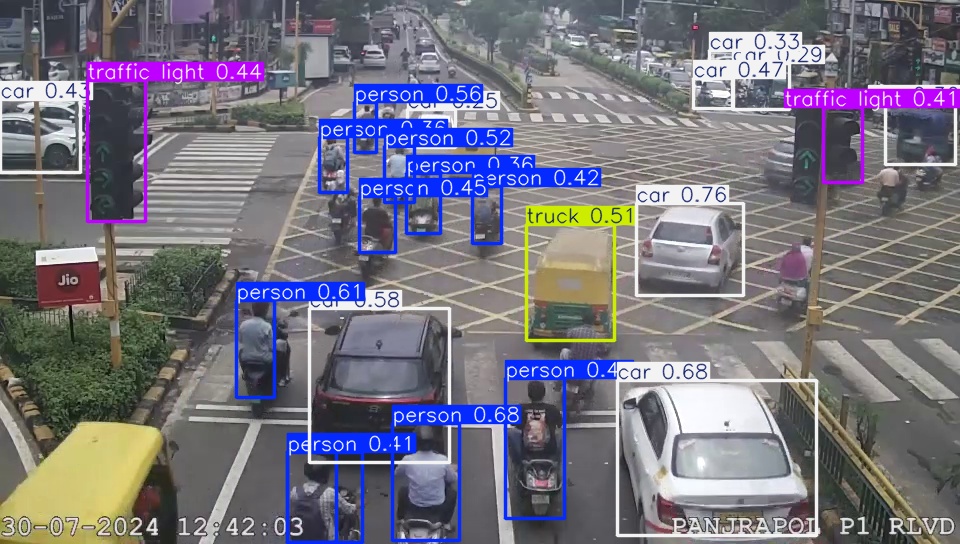 car 0.33
car 0.29
car 0.47
traffic light 0.44
car 0.43
person 0.56
car 0.25
traffic light 0.41
person 0.36
person 0.52
person 0.36
person 0.45
person 0.42
car 0.76
truck 0.51
Jio
person 0.61
car 0.58
person 0.4
car 0.68
person 0.68
person 0.41
30-07-2024 12:42:03
PANJRAPOL P1 RLVD